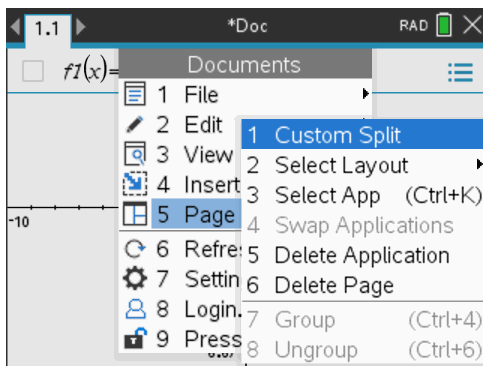 1.1 *Doc RAD
f1(x)=
Documents
1 File
2 Edit
3 View
4 Insert
5 Page
6 Refre
7 Settin
8 Login.
9 Press
1 Custom Split
2 Select Layout
3 Select App (Ctrl+K)
4 Swap Applications
5 Delete Application
6 Delete Page
7 Group (Ctrl+4)
8 Ungroup (Ctrl+6)
-10